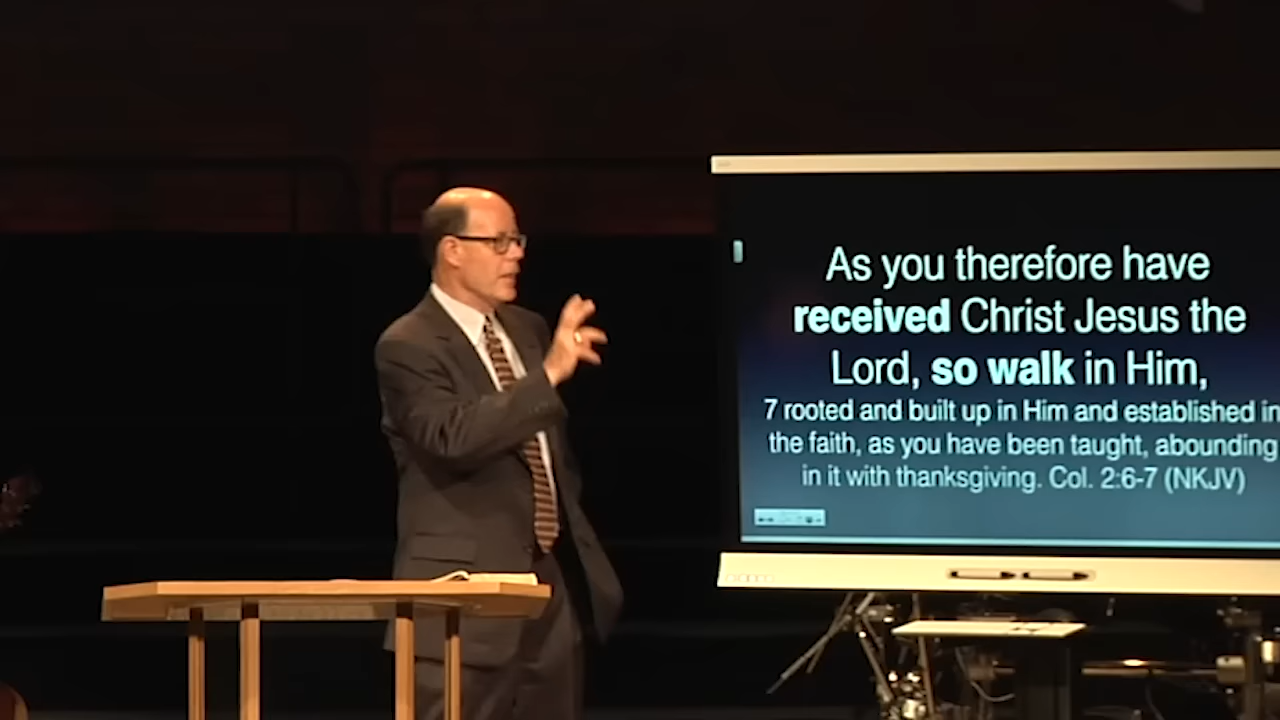 As you therefore have
received Christ Jesus the
Lord, so walk in Him,
7 rooted and built up in Him and established in
the faith, as you have been taught, abounding
in it with thanksgiving. Col. 2:6-7 (NKJV)